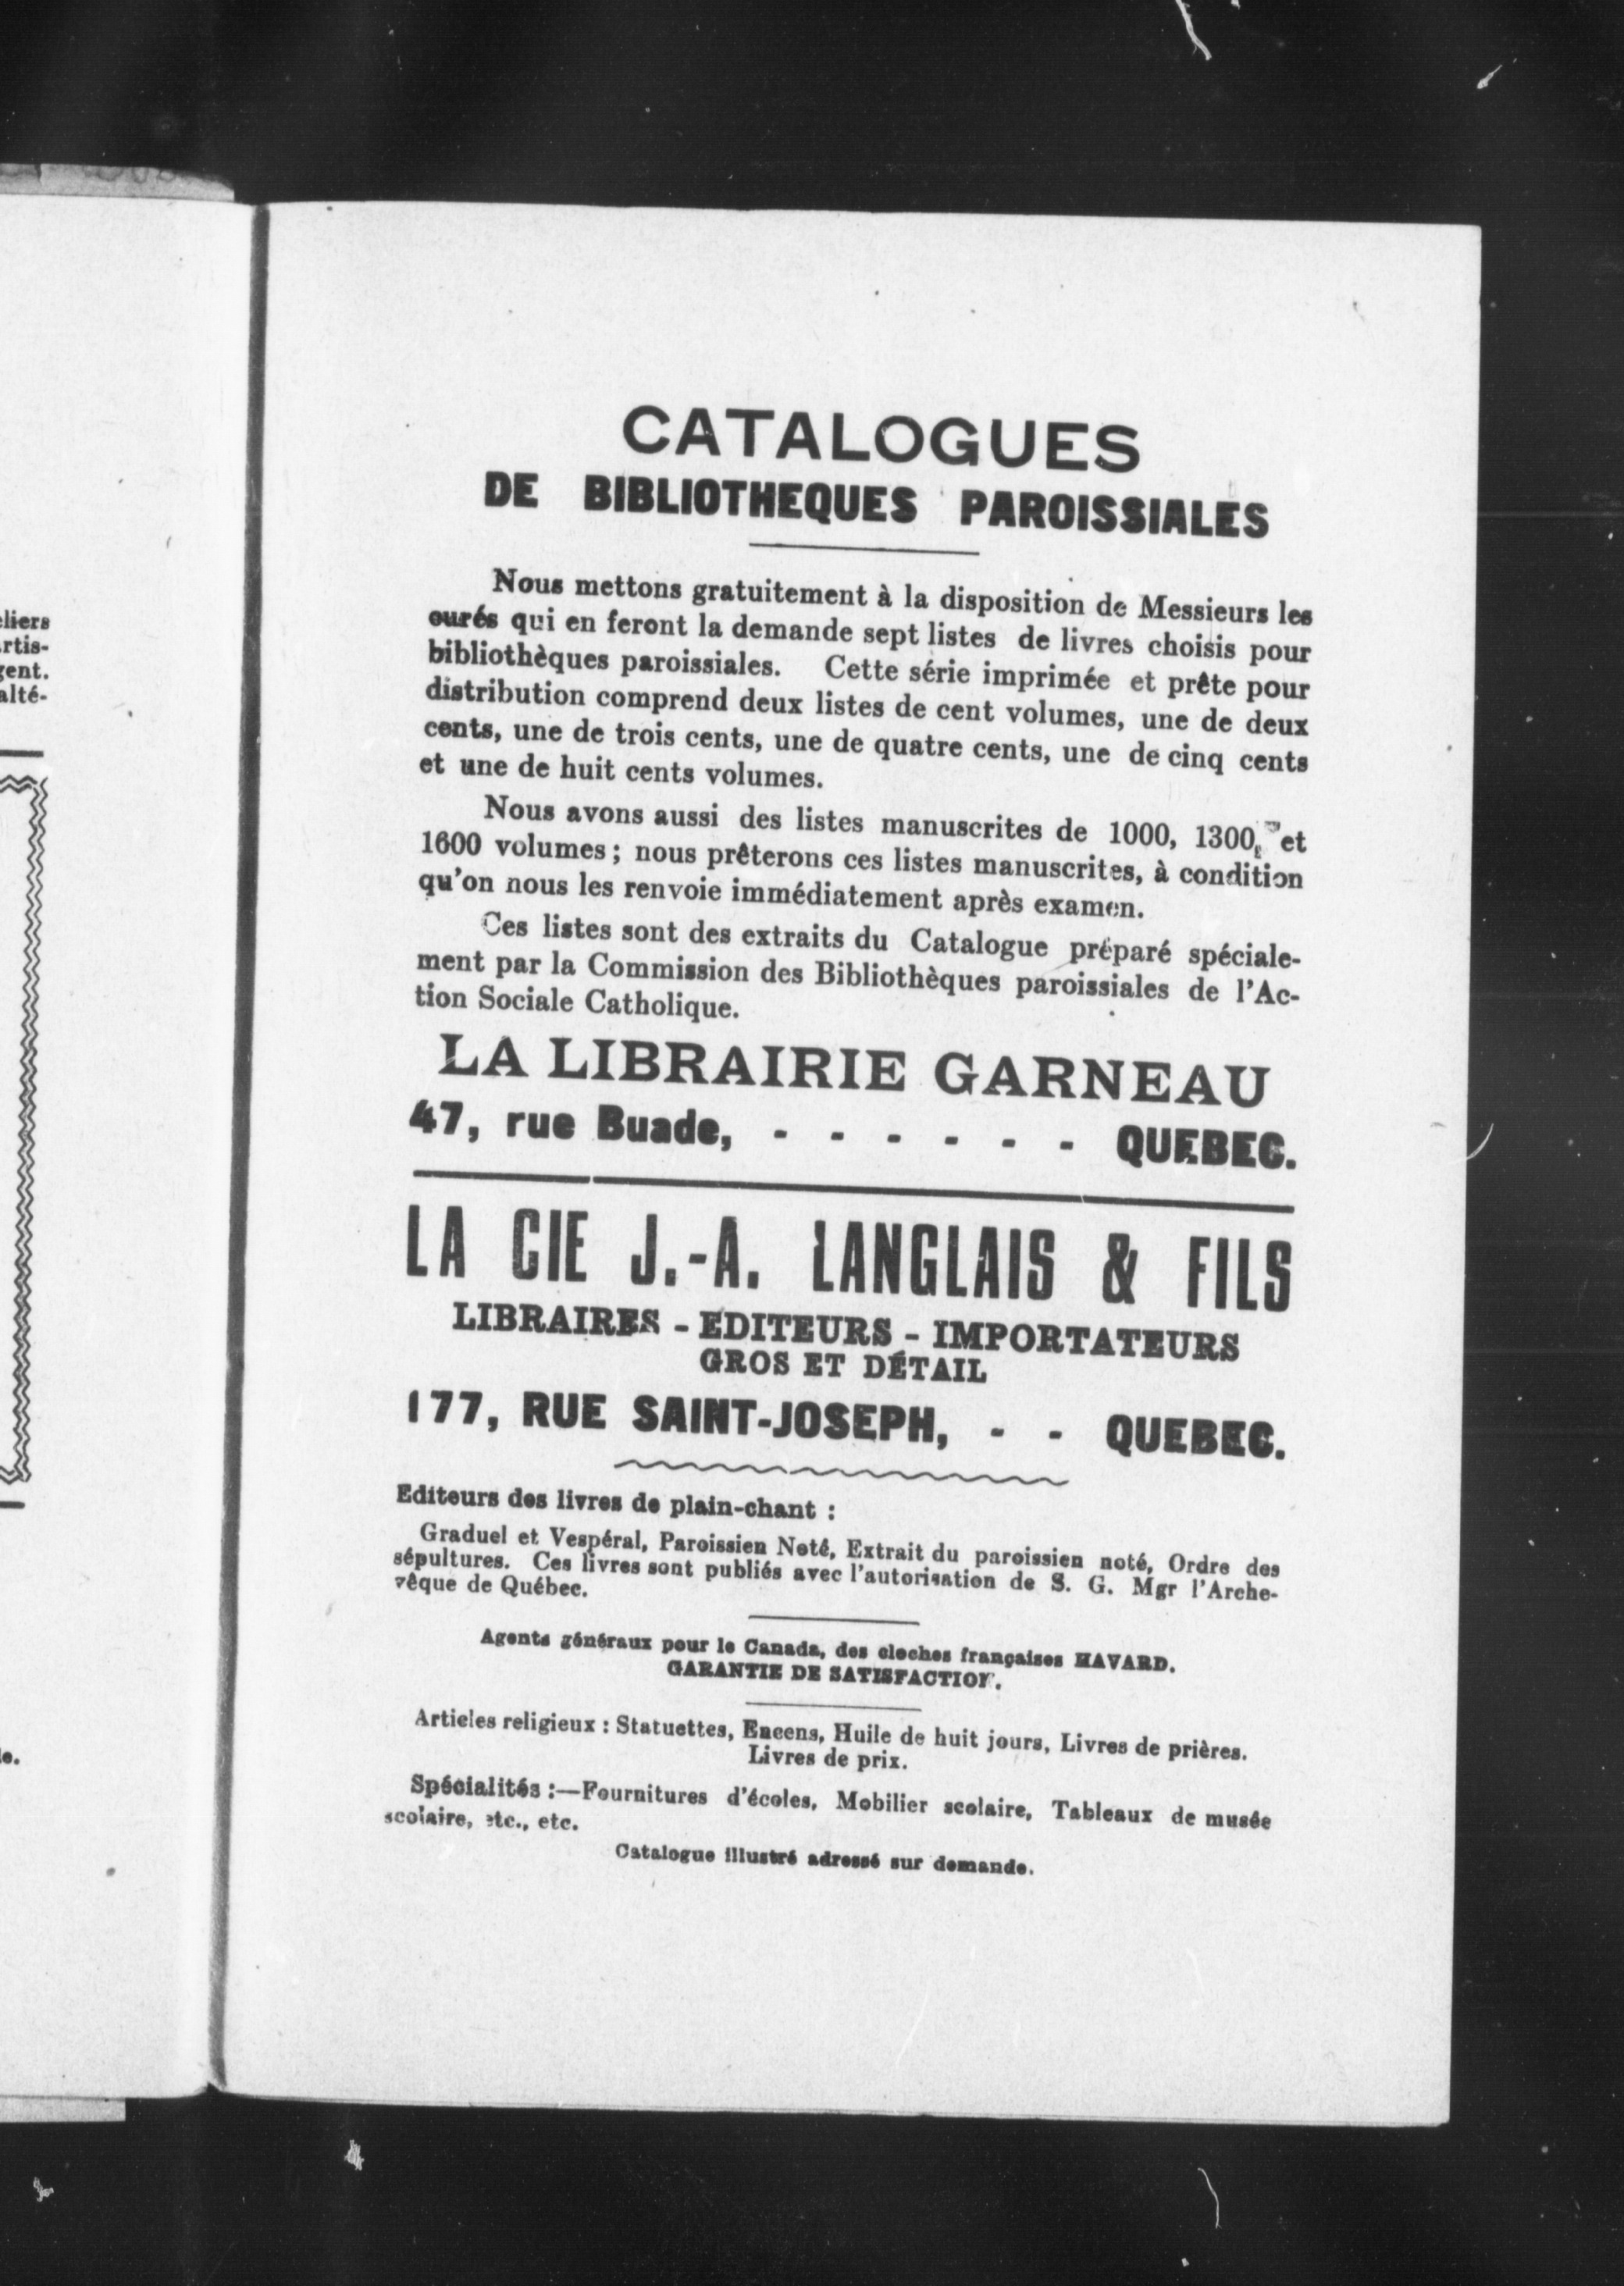 eliers
artis-
gent.
alté-
CATALOGUES
DE BIBLIOTHEQUES PAROISSIALES
Nous mettons gratuitement à la disposition de Messieurs les
curés qui en feront la demande sept listes de livres choisis pour
bibliothèques paroissiales. Cette série imprimée et prête pour
distribution comprend deux listes de cent volumes, une de deux
cents, une de trois cents, une de quatre cents, une de cinq cents
et une de huit cents volumes.
Nous avons aussi des listes manuscrites de 1000, 1300, et
1600 volumes ; nous prêterons ces listes manuscrites, à condition
qu'on nous les renvoie immédiatement après examen.
Ces listes sont des extraits du Catalogue préparé spéciale-
ment par la Commission des Bibliothèques paroissiales de l'Ac-
tion Sociale Catholique.
LA LIBRAIRIE GARNEAU
47, rue Buade, - - - - - - QUEBEC.
LA CIE J.-A. LANGLAIS & FILS
LIBRAIRES - EDITEURS - IMPORTATEURS
GROS ET DÉTAIL
177, RUE SAINT-JOSEPH, - - QUEBEC.
Editeurs des livres de plain-chant :
Graduel et Vespéral, Paroissien Noté, Extrait du paroissien noté, Ordre des
sépultures. Ces livres sont publiés avec l'autorisation de S. G. Mgr l'Arche-
vêque de Québec.
Agents généraux pour le Canada, des cloches françaises HAVARD.
GARANTIE DE SATISFACTION.
Articles religieux : Statuettes, Encens, Huile de huit jours, Livres de prières.
Livres de prix.
Spécialités :—Fournitures d'écoles, Mobilier scolaire, Tableaux de musée
scolaire, etc., etc.
Catalogue illustré adressé sur demande.